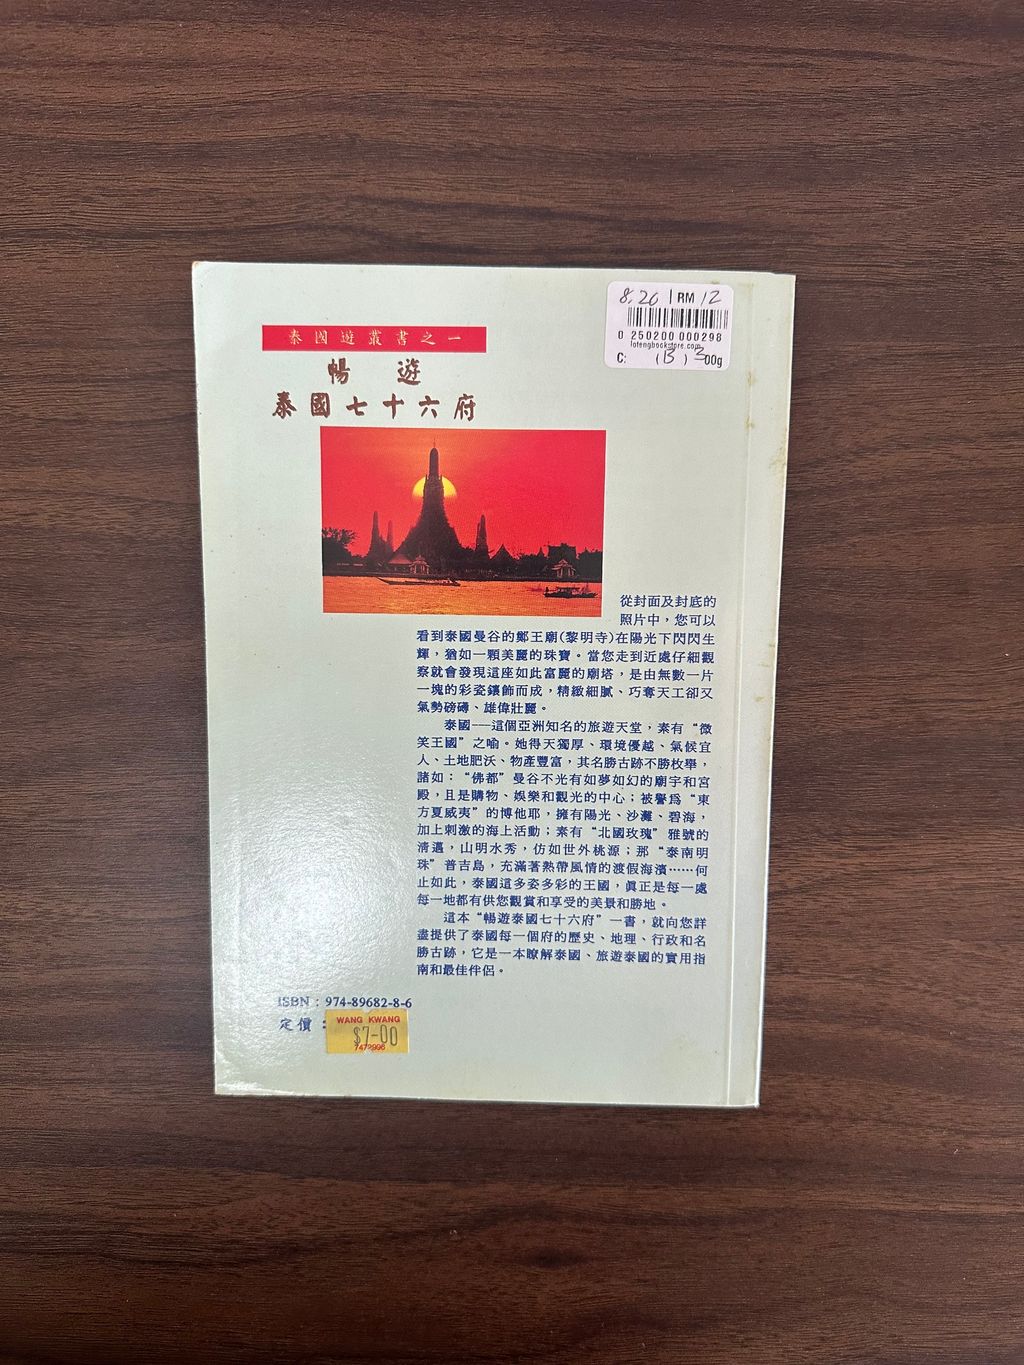 8.20 RM 12
0 250200 000298
lotengbookstore.com
C: (B) 300g
泰國遊叢書之一
暢遊
泰國七十六府
從封面及封底的
照片中，您可以
看到泰國曼谷的鄭王廟(黎明寺)在陽光下閃閃生
輝，猶如一顆美麗的珠寶。當您走到近處仔細觀
察就會發現這座如此富麗的廟塔，是由無數一片
一塊的彩瓷鑲飾而成，精緻細膩、巧奪天工卻又
氣勢磅礡、雄偉壯麗。
泰國──這個亞洲知名的旅遊天堂，素有“微
笑王國”之喻。她得天獨厚、環境優越、氣候宜
人、土地肥沃、物產豐富，其名勝古跡不勝枚舉，
諸如：“佛都”曼谷不光有如夢如幻的廟宇和宮
殿，且是購物、娛樂和觀光的中心；被譽爲“東
方夏威夷”的博他耶，擁有陽光、沙灘、碧海，
加上刺激的海上活動；素有“北國玫瑰”雅號的
清邁，山明水秀，仿如世外桃源；那“泰南明
珠”普吉島，充滿著熱帶風情的渡假海濱……何
止如此，泰國這多姿多彩的王國，眞正是每一處
每一地都有供您觀賞和享受的美景和勝地。
這本“暢遊泰國七十六府”一書，就向您詳
盡提供了泰國每一個府的歷史、地理、行政和名
勝古跡，它是一本瞭解泰國、旅遊泰國的實用指
南和最佳伴侶。
ISBN：974-89682-8-6
定價：
WANG KWANG
$7-00
7472996